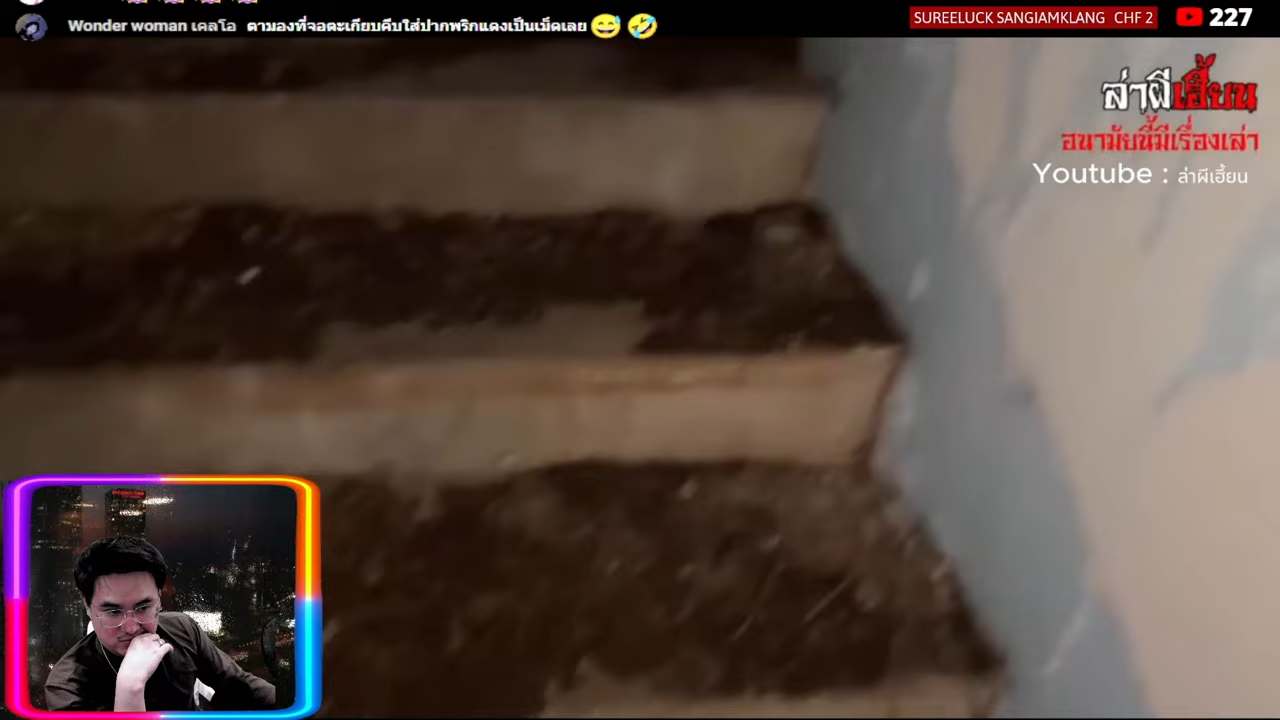 Wonder woman เคลโอ ตามองที่จอตะเกียบคีบใส่ปากพริกแดงเป็นเม็ดเลย 😅 🤣
SUREELUCK SANGIAMKLANG CHF 2
227
ล่าผีเฮี้ยน
อนามัยนี้มีเรื่องเล่า
Youtube : ล่าผีเฮี้ยน